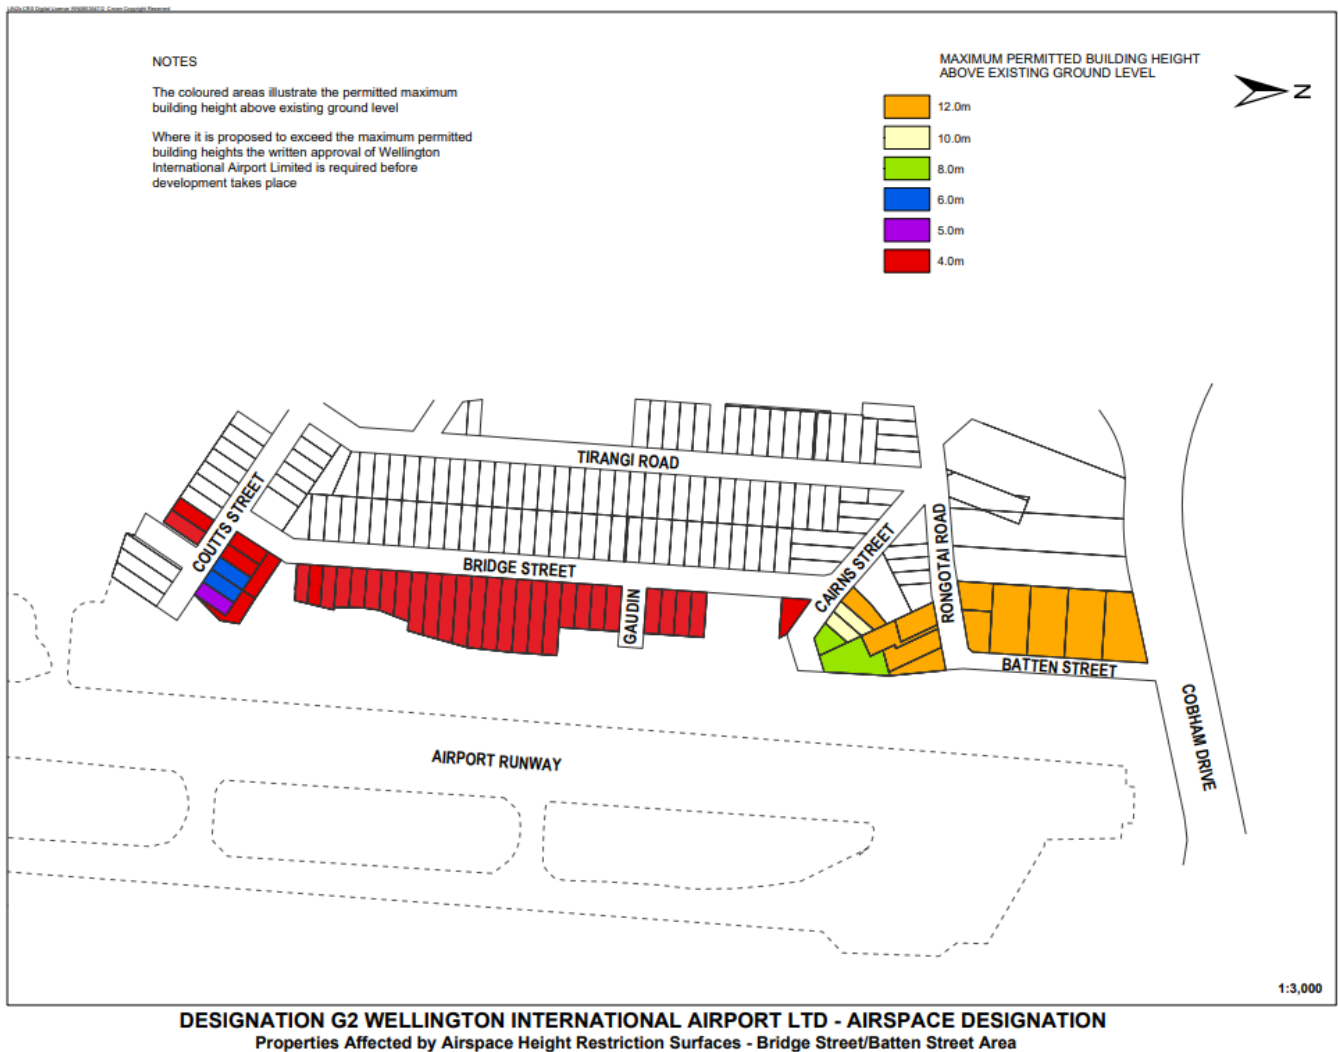 NOTES
The coloured areas illustrate the permitted maximum
building height above existing ground level
Where it is proposed to exceed the maximum permitted
building heights the written approval of Wellington
International Airport Limited is required before
development takes place
MAXIMUM PERMITTED BUILDING HEIGHT
ABOVE EXISTING GROUND LEVEL
12.0m
10.0m
8.0m
6.0m
5.0m
4.0m
N
TIRANGI ROAD
COUTTS STREET
BRIDGE STREET
GAUDIN
CAIRNS STREET
RONGOTAI ROAD
BATTEN STREET
COBHAM DRIVE
AIRPORT RUNWAY
1:3,000
DESIGNATION G2 WELLINGTON INTERNATIONAL AIRPORT LTD - AIRSPACE DESIGNATION
Properties Affected by Airspace Height Restriction Surfaces - Bridge Street/Batten Street Area